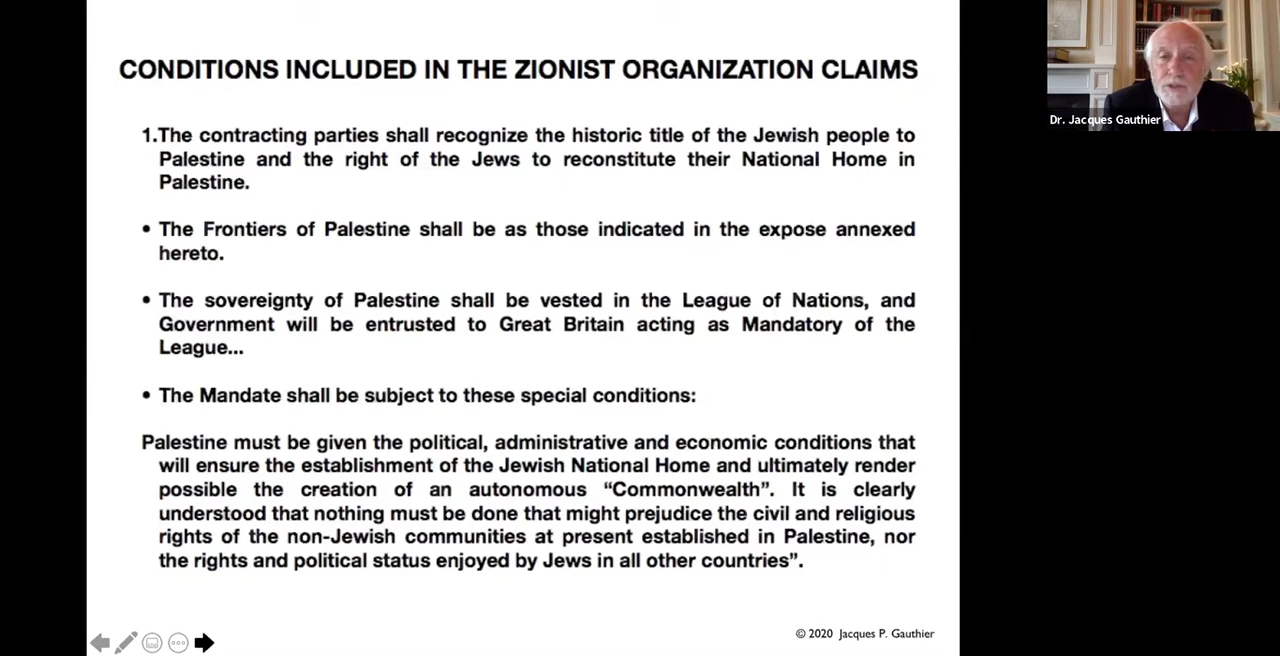 CONDITIONS INCLUDED IN THE ZIONIST ORGANIZATION CLAIMS
1.The contracting parties shall recognize the historic title of the Jewish people to
Palestine and the right of the Jews to reconstitute their National Home in
Palestine.
• The Frontiers of Palestine shall be as those indicated in the expose annexed
hereto.
• The sovereignty of Palestine shall be vested in the League of Nations, and
Government will be entrusted to Great Britain acting as Mandatory of the
League...
• The Mandate shall be subject to these special conditions:
Palestine must be given the political, administrative and economic conditions that
will ensure the establishment of the Jewish National Home and ultimately render
possible the creation of an autonomous “Commonwealth”. It is clearly
understood that nothing must be done that might prejudice the civil and religious
rights of the non-Jewish communities at present established in Palestine, nor
the rights and political status enjoyed by Jews in all other countries”.
© 2020 Jacques P. Gauthier
Dr. Jacques Gauthier